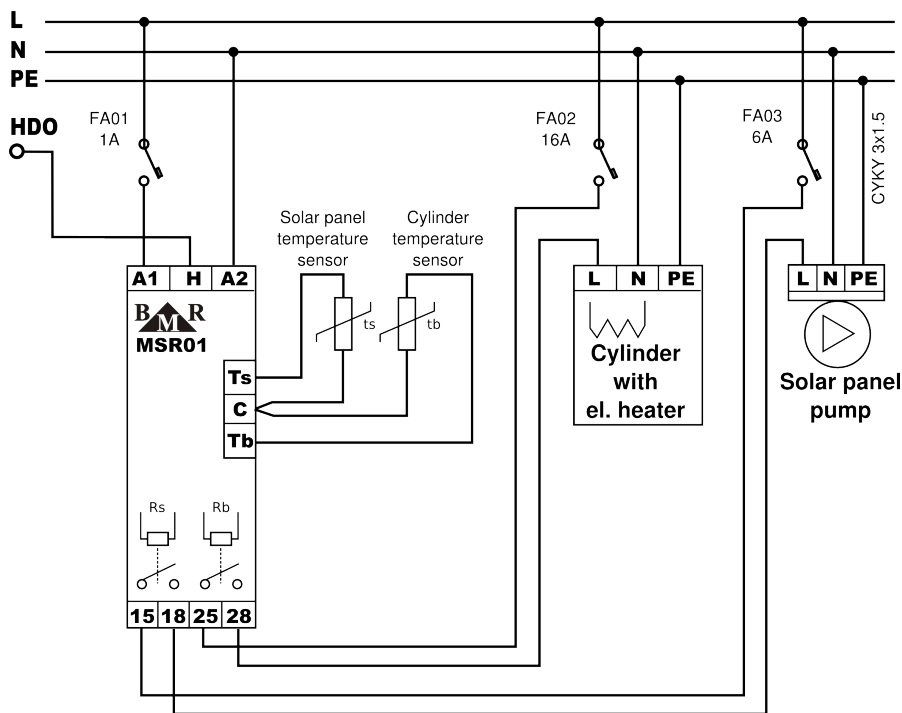 L
N
PE
HDO
FA01
1A
FA02
16A
FA03
6A
CYKY 3x1.5
Solar panel
temperature
sensor
Cylinder
temperature
sensor
A1 H A2
L N PE
L N PE
BMR
MSR01
ts
tb
Ts
C
Tb
Cylinder
with
el. heater
Solar panel
pump
Rs
Rb
15 18 25 28